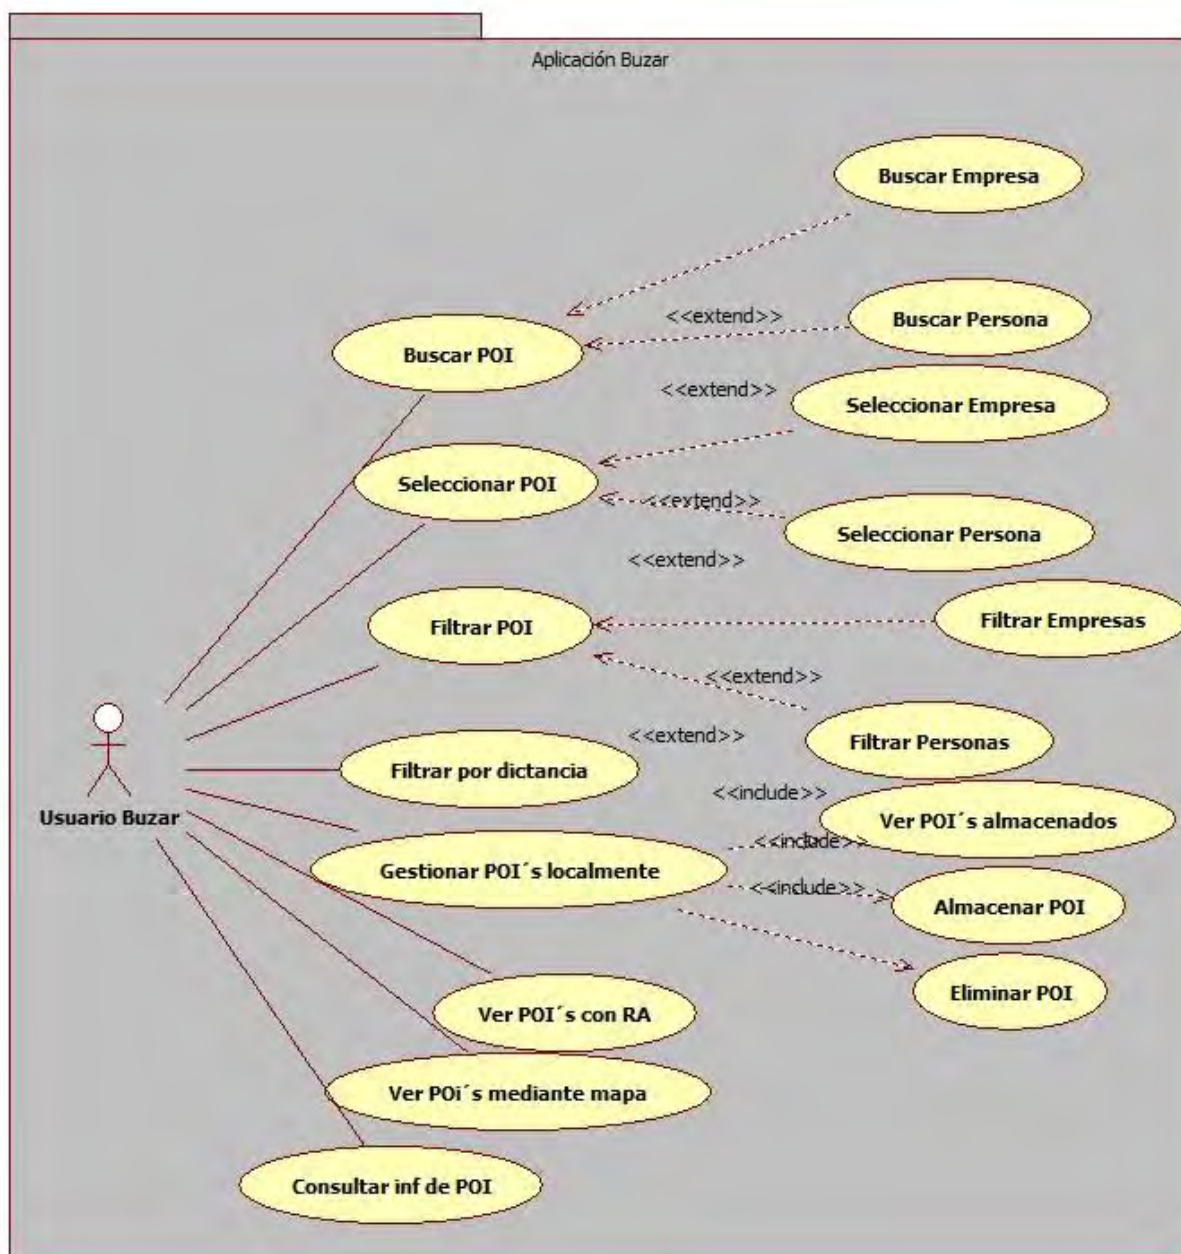 Aplicación Buzar
Buscar Empresa
<<extend>>
Buscar Persona
Buscar POI
<<extend>>
Seleccionar Empresa
Seleccionar POI
<<extend>>
Seleccionar Persona
<<extend>>
Filtrar POI
Filtrar Empresas
<<extend>>
<<extend>>
Filtrar Personas
Filtrar por dictancia
<<include>>
Ver POI´s almacenados
Usuario Buzar
<<include>>
Gestionar POI´s localmente
<<include>>
Almacenar POI
Eliminar POI
Ver POI´s con RA
Ver POi´s mediante mapa
Consultar inf de POI